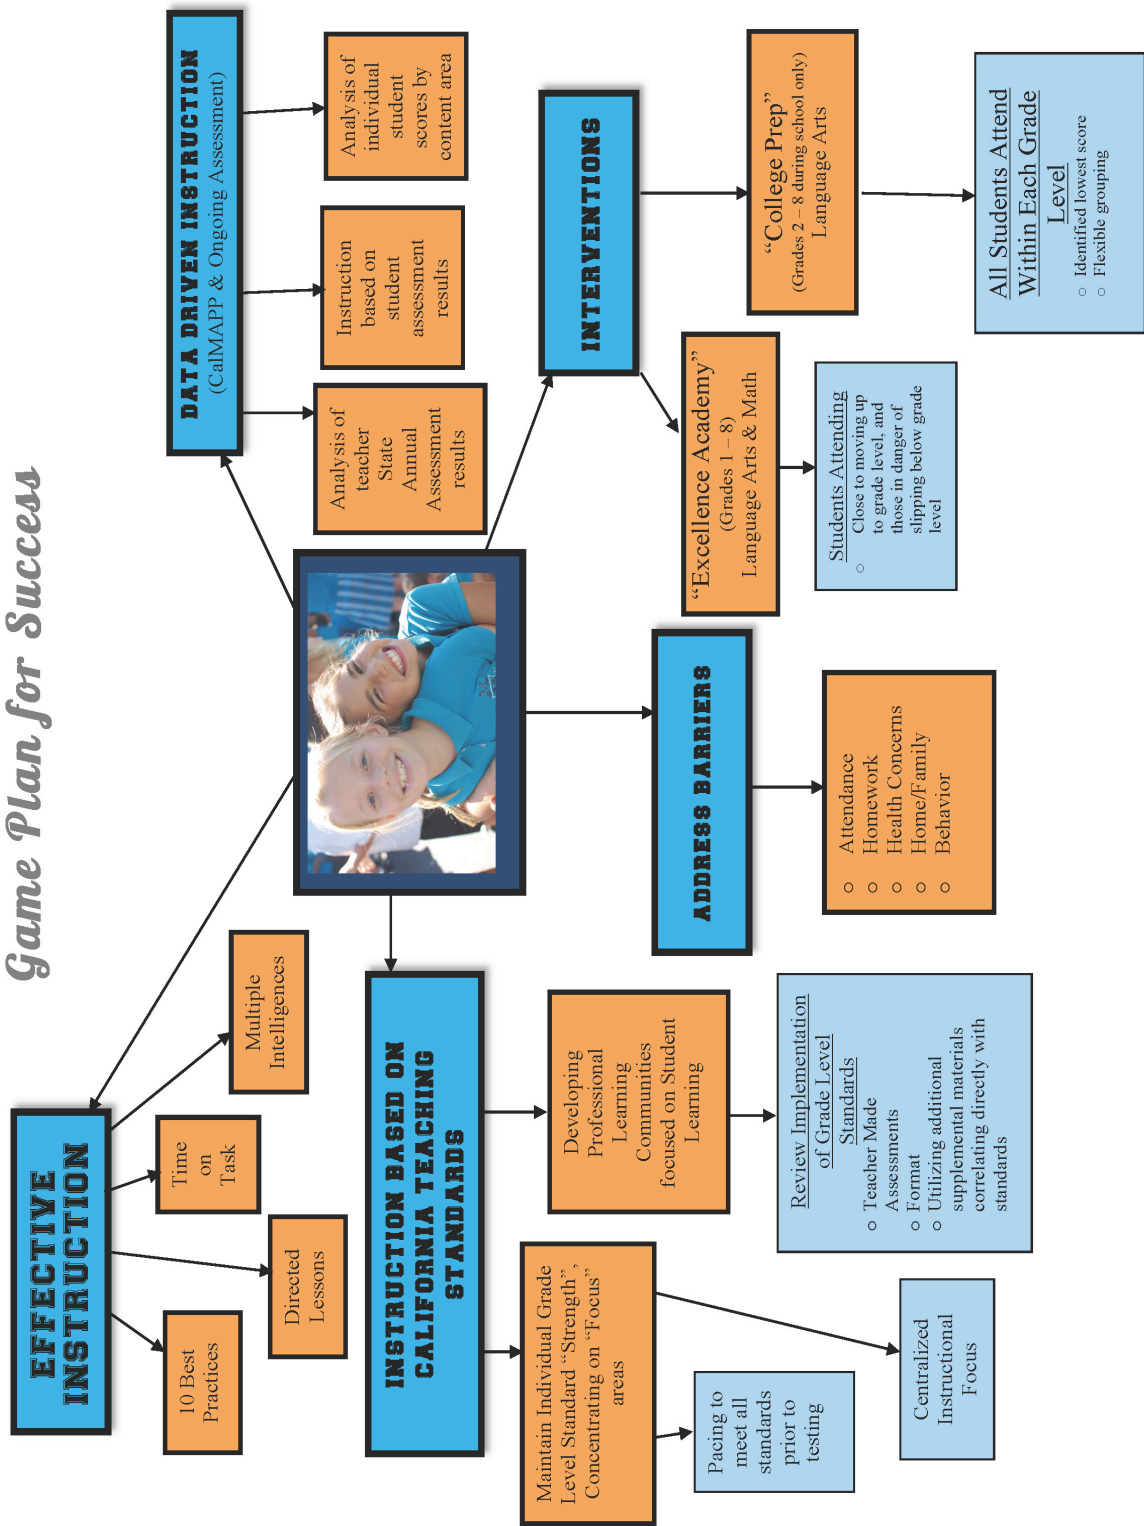 Game Plan for Success
EFFECTIVE
INSTRUCTION
10 Best
Practices
Directed
Lessons
Time
on
Task
Multiple
Intelligences
DATA DRIVEN INSTRUCTION
(CalMAPP & Ongoing Assessment)
Analysis of
teacher
State
Annual
Assessment
results
Instruction
based on
student
assessment
results
Analysis of
individual
student
scores by
content area
INSTRUCTION BASED ON
CALIFORNIA TEACHING
STANDARDS
Maintain Individual Grade
Level Standard “Strength”,
Concentrating on “Focus”
areas
Pacing to
meet all
standards
prior to
testing
Centralized
Instructional
Focus
Developing
Professional
Learning
Communities
focused on Student
Learning
Review Implementation
of Grade Level
Standards
○ Teacher Made
Assessments
○ Format
○ Utilizing additional
supplemental materials
correlating directly with
standards
ADDRESS BARRIERS
○ Attendance
○ Homework
○ Health Concerns
○ Home/Family
○ Behavior
INTERVENTIONS
“Excellence Academy”
(Grades 1 – 8)
Language Arts & Math
Students Attending
○ Close to moving up
to grade level, and
those in danger of
slipping below grade
level
“College Prep”
(Grades 2 – 8 during school only)
Language Arts
All Students Attend
Within Each Grade
Level
○ Identified lowest score
○ Flexible grouping